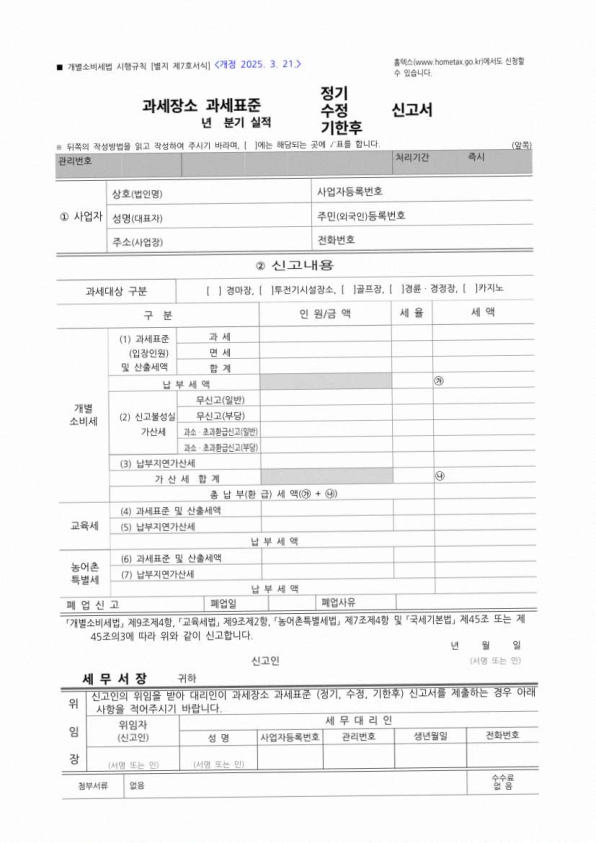 ■ 개별소비세법 시행규칙 [별지 제7호서식] <개정 2025. 3. 21.>
홈텍스(www.hometax.go.kr)에서도 신청할
수 있습니다.
과세장소 과세표준
년 분기 실적
정기
수정
기한후
신고서
※ 뒤쪽의 작성방법을 읽고 작성하여 주시기 바라며, [ ]에는 해당되는 곳에 √표를 합니다.
(앞쪽)
관리번호
처리기간 즉시
① 사업자
상호(법인명)
사업자등록번호
성명(대표자)
주민(외국인)등록번호
주소(사업장)
전화번호
② 신고내용
과세대상 구분
[ ] 경마장, [ ]투전기시설장소, [ ]골프장, [ ]경륜ㆍ경정장, [ ]카지노
구 분
인 원/금 액
세 율
세 액
개별
소비세
(1) 과세표준
(입장인원)
및 산출세액
과 세
면 세
합 계
납 부 세 액
㉮
(2) 신고불성실
가산세
무신고(일반)
무신고(부당)
과소ㆍ초과환급신고(일반)
과소ㆍ초과환급신고(부당)
(3) 납부지연가산세
가 산 세 합 계
㉯
총 납 부(환 급) 세 액(㉮ + ㉯)
교육세
(4) 과세표준 및 산출세액
(5) 납부지연가산세
납 부 세 액
농어촌
특별세
(6) 과세표준 및 산출세액
(7) 납부지연가산세
납 부 세 액
폐 업 신 고
폐업일
폐업사유
「개별소비세법」 제9조제4항, 「교육세법」 제9조제2항, 「농어촌특별세법」 제7조제4항 및 「국세기본법」 제45조 또는 제
45조의3에 따라 위와 같이 신고합니다.
년 월 일
신고인
(서명 또는 인)
세 무 서 장 귀하
위
임
장
신고인의 위임을 받아 대리인이 과세장소 과세표준 (정기, 수정, 기한후) 신고서를 제출하는 경우 아래
사항을 적어주시기 바랍니다.
위임자
(신고인)
세 무 대 리 인
성 명
사업자등록번호
관리번호
생년월일
전화번호
(서명 또는 인)
(서명 또는 인)
첨부서류
없음
수수료
없 음